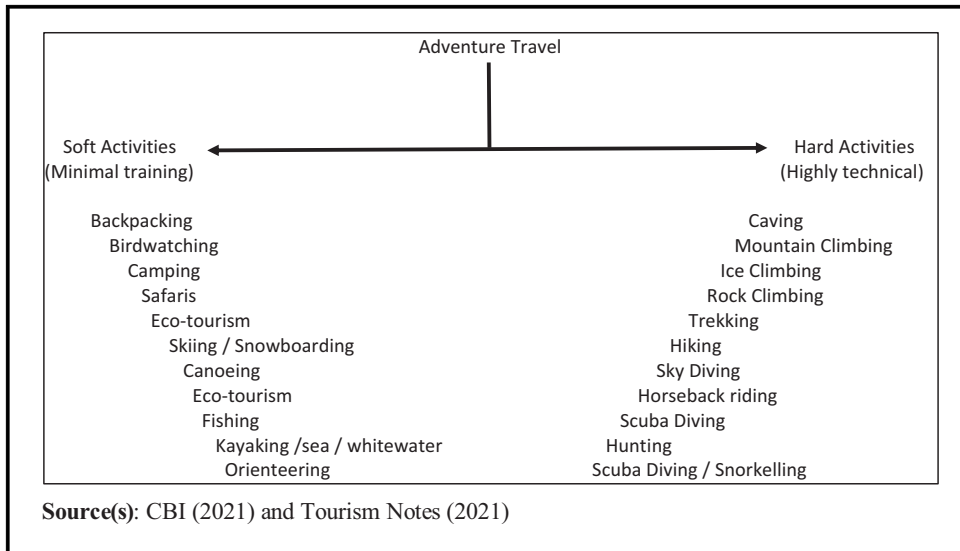 Adventure Travel
Soft Activities
(Minimal training)
Hard Activities
(Highly technical)
Backpacking
Birdwatching
Camping
Safaris
Eco-tourism
Skiing / Snowboarding
Canoeing
Eco-tourism
Fishing
Kayaking /sea / whitewater
Orienteering
Caving
Mountain Climbing
Ice Climbing
Rock Climbing
Trekking
Hiking
Sky Diving
Horseback riding
Scuba Diving
Hunting
Scuba Diving / Snorkelling
Source(s): CBI (2021) and Tourism Notes (2021)